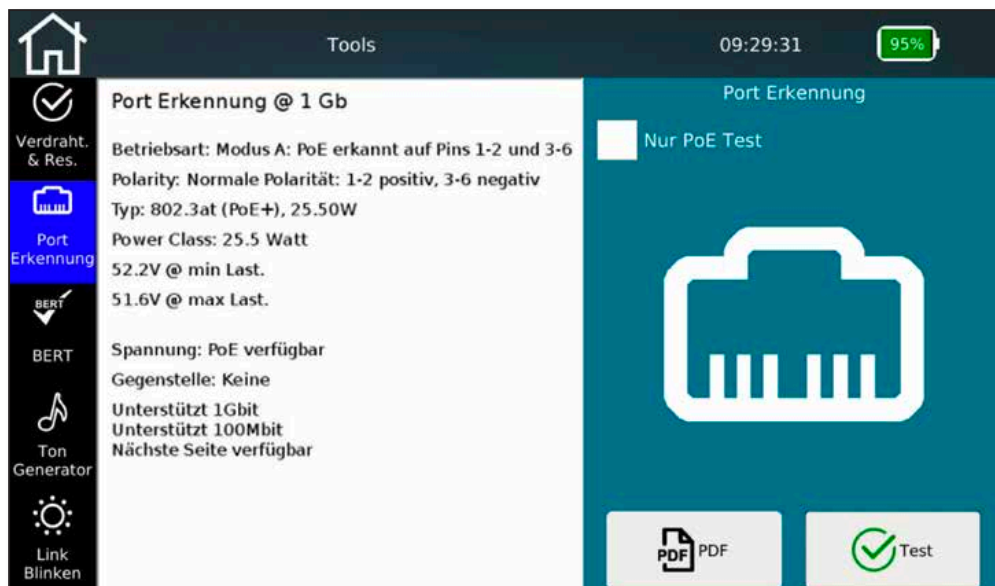 Tools
09:29:31
95%
Verdraht.
& Res.
Port
Erkennung
BERT
BERT
Ton
Generator
Link
Blinken
Port Erkennung @ 1 Gb
Betriebsart: Modus A: PoE erkannt auf Pins 1-2 und 3-6
Polarity: Normale Polarität: 1-2 positiv, 3-6 negativ
Typ: 802.3at (PoE+), 25.50W
Power Class: 25.5 Watt
52.2V @ min Last.
51.6V @ max Last.
Spannung: PoE verfügbar
Gegenstelle: Keine
Unterstützt 1Gbit
Unterstützt 100Mbit
Nächste Seite verfügbar
Port Erkennung
Nur PoE Test
PDF
PDF
Test